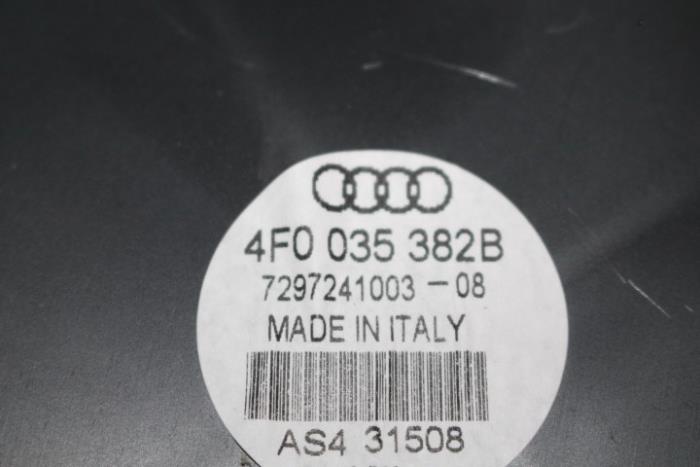 4F0 035 382B
7297241003 - 08
MADE IN ITALY
AS4 31508